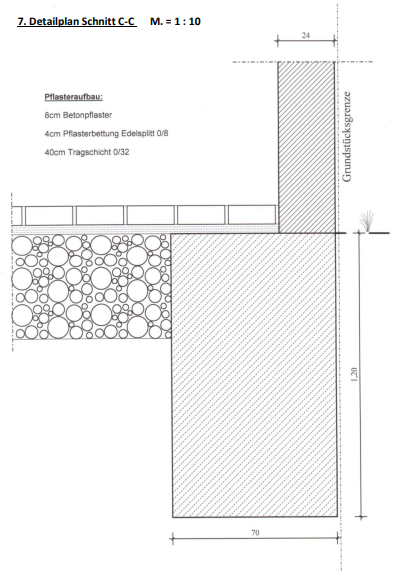 7. Detailplan Schnitt C-C M. = 1 : 10
24
Pflasteraufbau:
8cm Betonpflaster
4cm Pflasterbettung Edelsplitt 0/8
40cm Tragschicht 0/32
Grundstücksgrenze
1,20
70